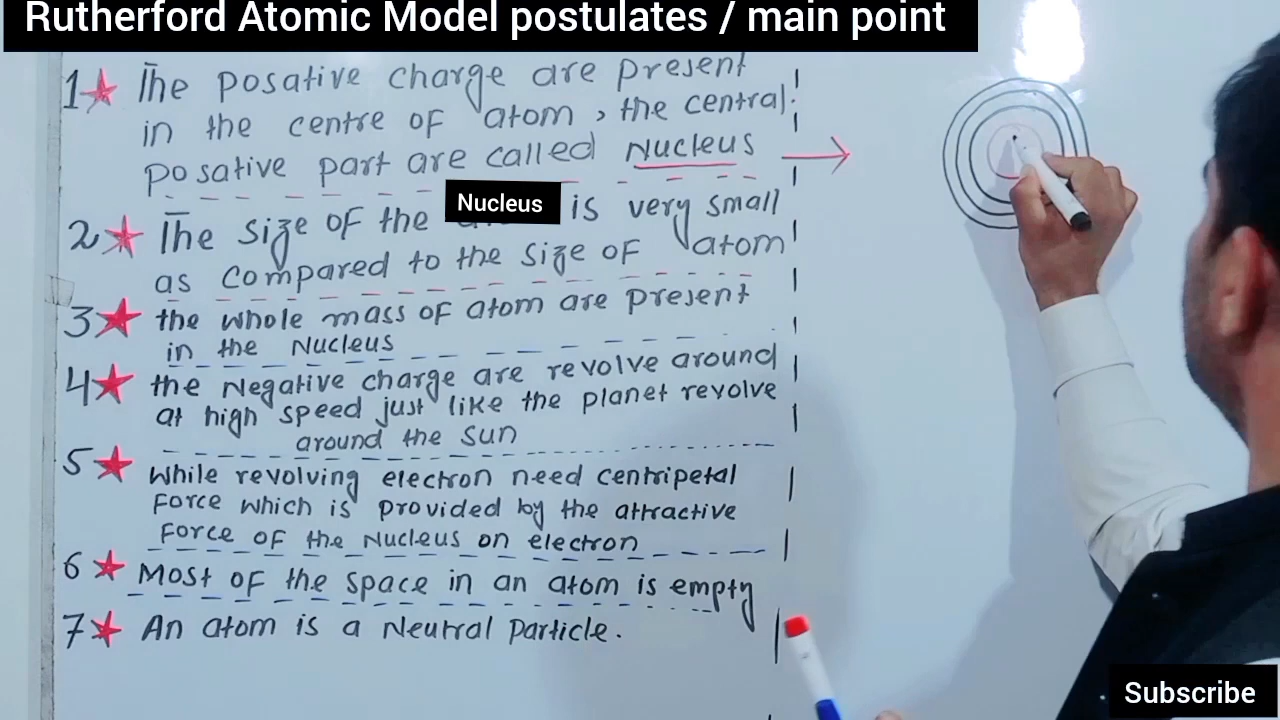 Rutherford Atomic Model postulates / main point
1 The posative charge are present
in the centre of atom, the central
posative part are called Nucleus
2 The size of the Nucleus is very small
as compared to the size of atom
3 the whole mass of atom are present
in the Nucleus
4 the Negative charge are revolve around
at high speed just like the planet revolve
around the sun
5 While revolving electron need centripetal
force which is provided by the attractive
force of the Nucleus on electron
6 Most of the space in an atom is empty
7 An atom is a Neutral Particle.
Subscribe